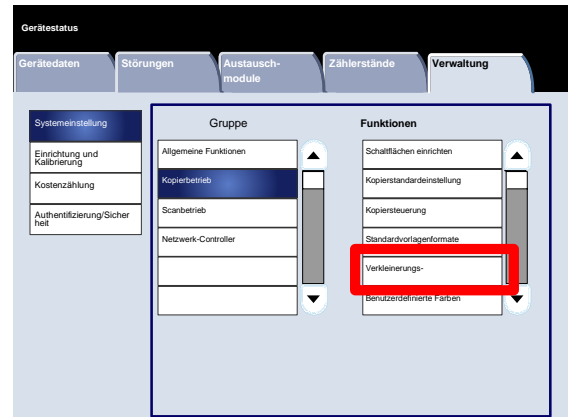 Gerätestatus
Gerätedaten
Störungen
Austausch-
module
Zählerstände
Verwaltung
Systemeinstellung
Einrichtung und
Kalibrierung
Kostenzählung
Authentifizierung/Sicher
heit
Gruppe
Allgemeine Funktionen
Kopierbetrieb
Scanbetrieb
Netzwerk-Controller
Funktionen
Schaltflächen einrichten
Kopierstandardeinstellung
Kopiersteuerung
Standardvorlagenformate
Verkleinerungs-
Benutzerdefinierte Farben